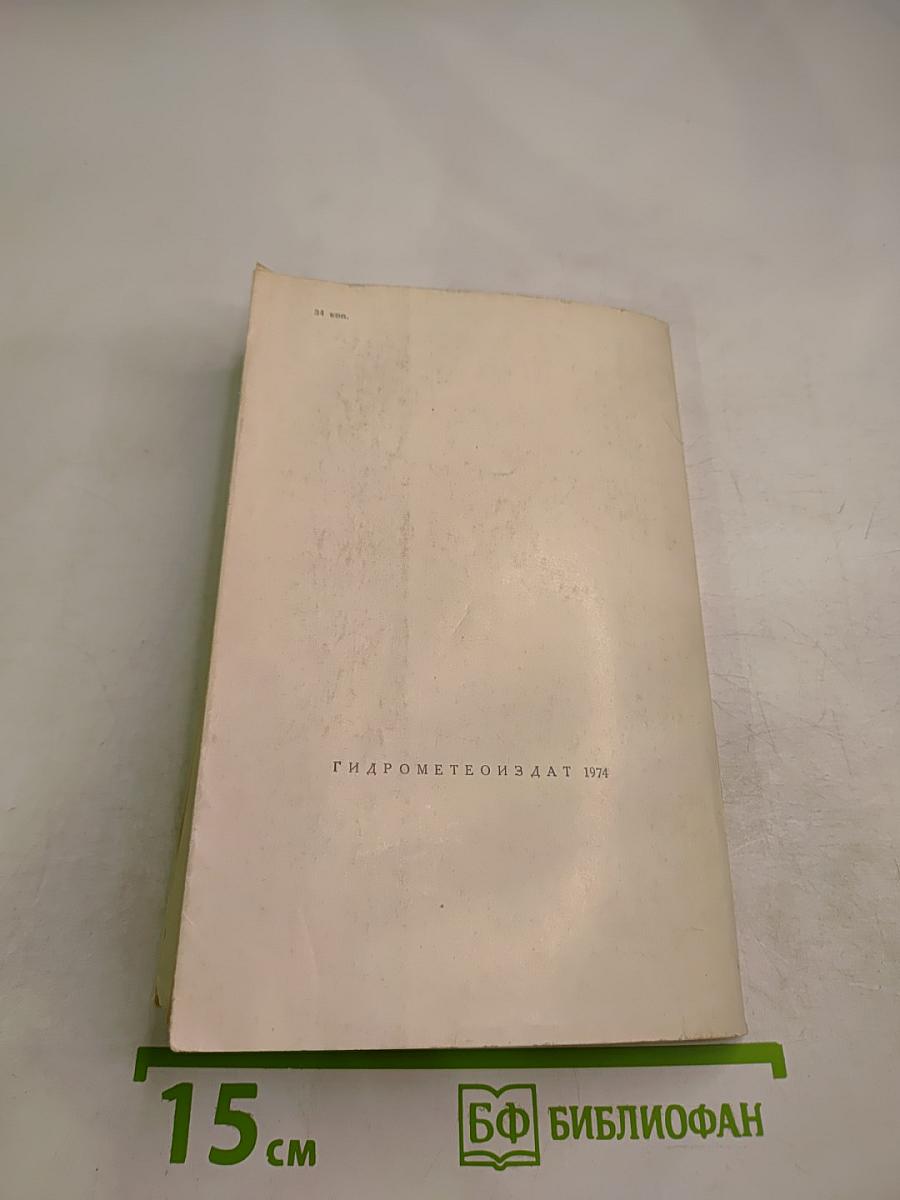 34 коп.
ГИДРОМЕТЕОИЗДАТ 1974
15 см
БФ БИБЛИОФАН